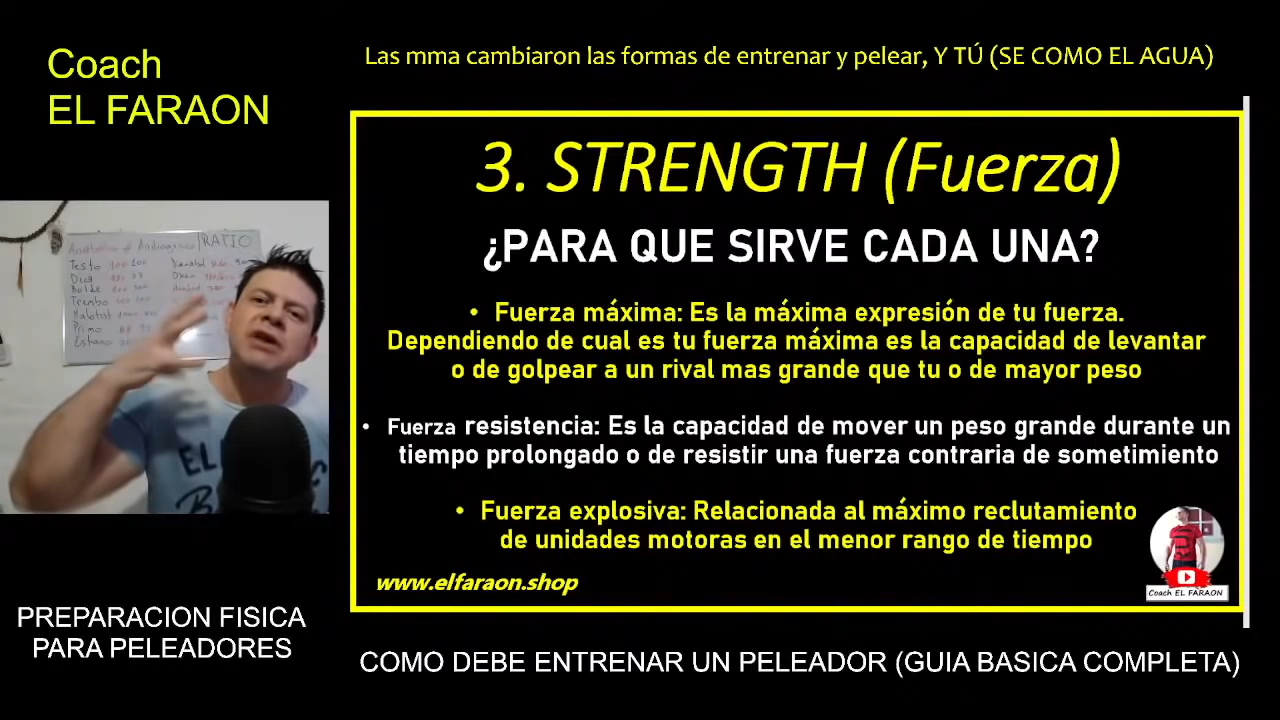 Coach
EL FARAON
Las mma cambiaron las formas de entrenar y pelear, Y TÚ (SE COMO EL AGUA)
3. STRENGTH (Fuerza)
¿PARA QUE SIRVE CADA UNA?
• Fuerza máxima: Es la máxima expresión de tu fuerza.
Dependiendo de cual es tu fuerza máxima es la capacidad de levantar
o de golpear a un rival mas grande que tu o de mayor peso
• Fuerza resistencia: Es la capacidad de mover un peso grande durante un
tiempo prolongado o de resistir una fuerza contraria de sometimiento
• Fuerza explosiva: Relacionada al máximo reclutamiento
de unidades motoras en el menor rango de tiempo
www.elfaraon.shop
Coach EL FARAON
RATIO
Testo
Trembo
Primo
EL
PREPARACION FISICA
PARA PELEADORES
COMO DEBE ENTRENAR UN PELEADOR (GUIA BASICA COMPLETA)